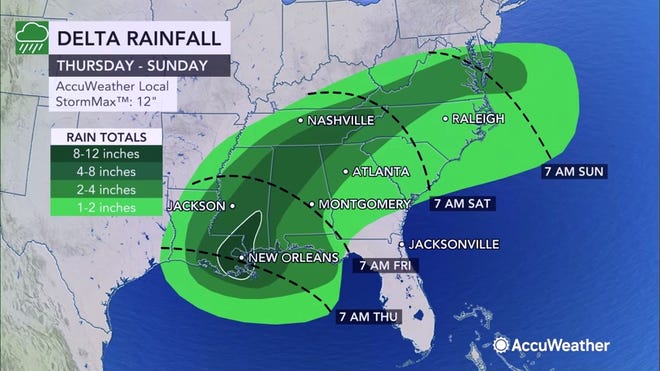 DELTA RAINFALL
THURSDAY - SUNDAY
AccuWeather Local
StormMax™: 12"
RAIN TOTALS
8-12 inches
4-8 inches
2-4 inches
1-2 inches
NASHVILLE
RALEIGH
7 AM SUN
ATLANTA
7 AM SAT
JACKSON
MONTGOMERY
JACKSONVILLE
NEW ORLEANS
7 AM FRI
7 AM THU
AccuWeather